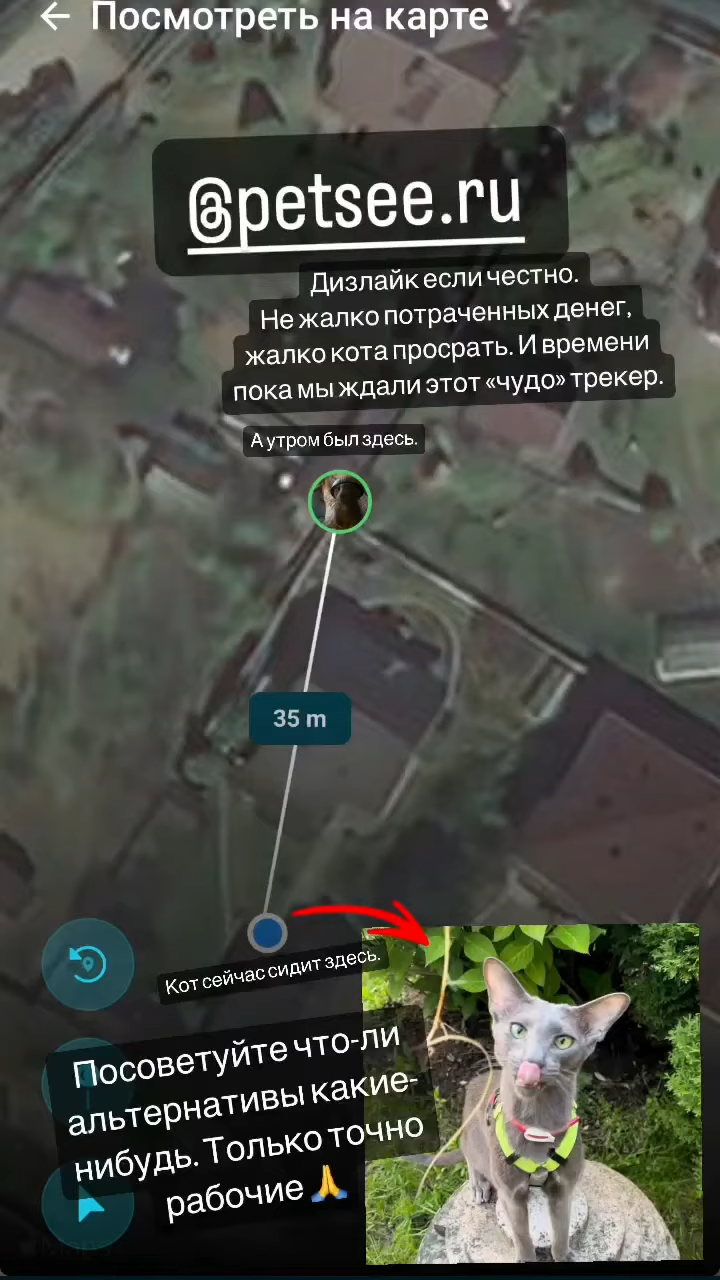 Посмотреть на карте
@petsee.ru
Дизлайк если честно.
Не жалко потраченных денег,
жалко кота просрать. И времени
пока мы ждали этот «чудо» трекер.
А утром был здесь.
35 m
Кот сейчас сидит здесь.
Посоветуйте что-ли
альтернативы какие-
нибудь. Только точно
рабочие 🙏